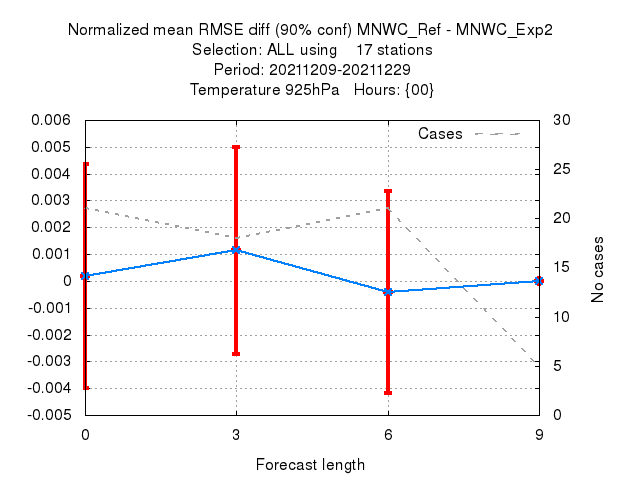 Normalized mean RMSE diff (90% conf) MNWC_Ref - MNWC_Exp2
Selection: ALL using    17 stations
Period: 20211209-20211229
Temperature 925hPa   Hours: {00}
Cases
0.006
0.005
0.004
0.003
0.002
0.001
0
-0.001
-0.002
-0.003
-0.004
-0.005
30
25
20
15
10
5
0
No cases
0 3 6 9
Forecast length